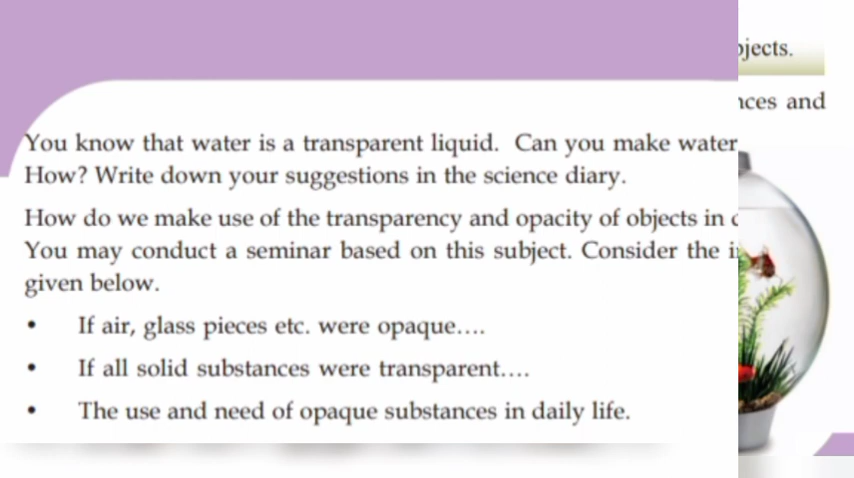 You know that water is a transparent liquid. Can you make water
How? Write down your suggestions in the science diary.
How do we make use of the transparency and opacity of objects in
You may conduct a seminar based on this subject. Consider the
given below.
• If air, glass pieces etc. were opaque....
• If all solid substances were transparent....
• The use and need of opaque substances in daily life.
and